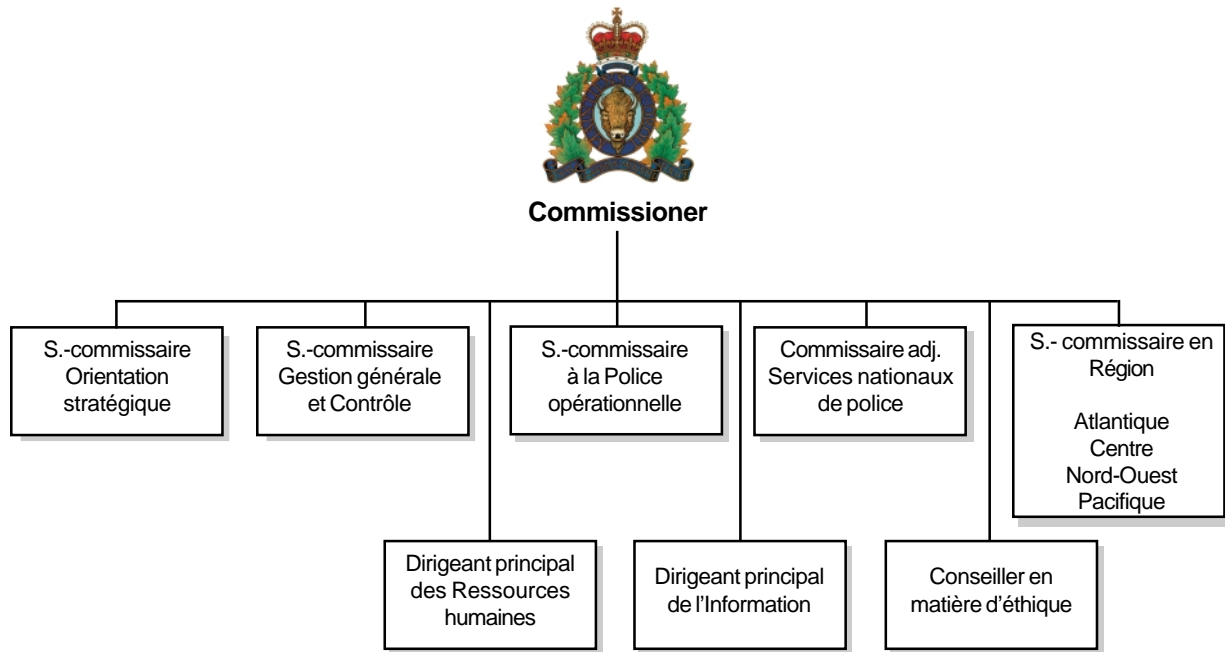 Commissioner
S.-commissaire
Orientation
stratégique
S.-commissaire
Gestion générale
et Contrôle
S.-commissaire
à la Police
opérationnelle
Commissaire adj.
Services nationaux
de police
S.- commissaire en
Région
Atlantique
Centre
Nord-Ouest
Pacifique
Dirigeant principal
des Ressources
humaines
Dirigeant principal
de l’Information
Conseiller en
matière d’éthique